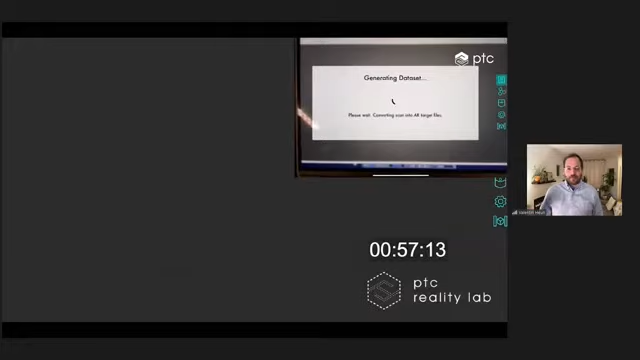 ptc
Generating Dataset...
Please wait. Converting scan into AR target files.
00:57:13
ptc
reality lab